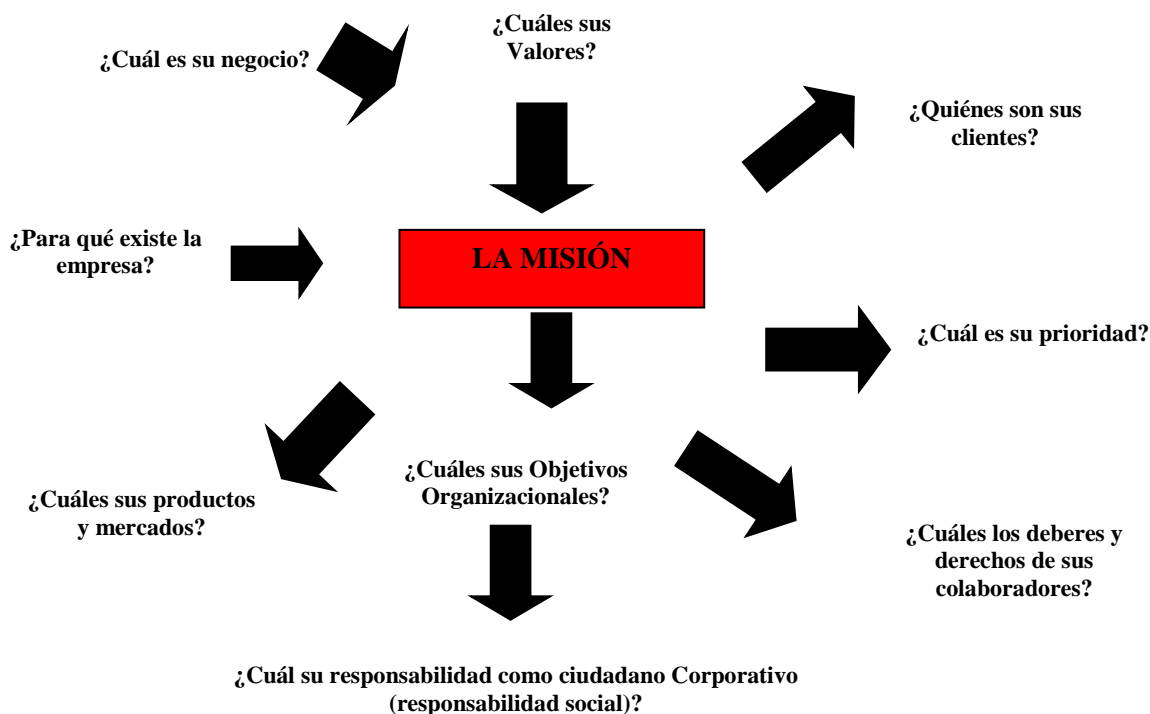 ¿Cuáles sus
Valores?
¿Cuál es su negocio?
¿Quiénes son sus
clientes?
¿Para qué existe la
empresa?
LA MISIÓN
¿Cuál es su prioridad?
¿Cuáles sus Objetivos
Organizacionales?
¿Cuáles sus productos
y mercados?
¿Cuáles los deberes y
derechos de sus
colaboradores?
¿Cuál su responsabilidad como ciudadano Corporativo
(responsabilidad social)?